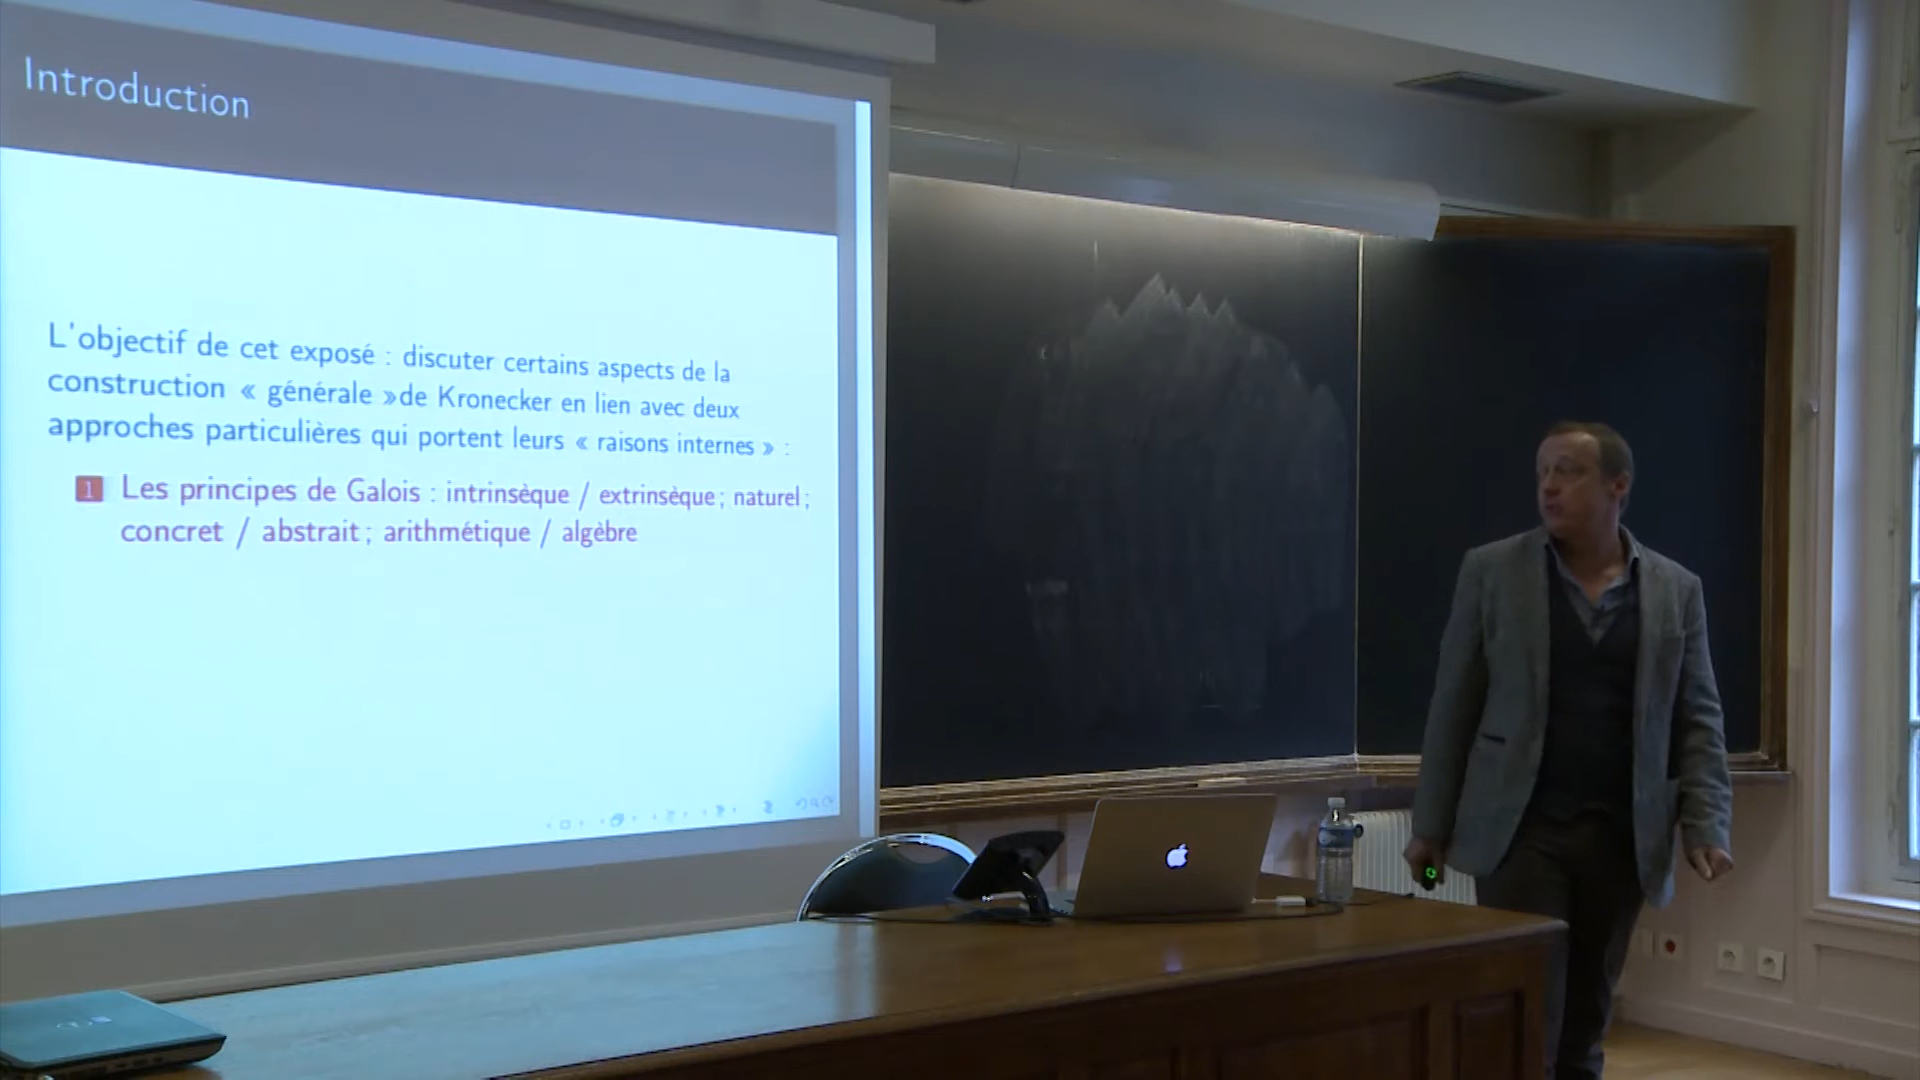 Introduction
L'objectif de cet exposé : discuter certains aspects de la
construction « générale »de Kronecker en lien avec deux
approches particulières qui portent leurs « raisons internes » :
1 Les principes de Galois : intrinsèque / extrinsèque ; naturel ;
concret / abstrait ; arithmétique / algèbre